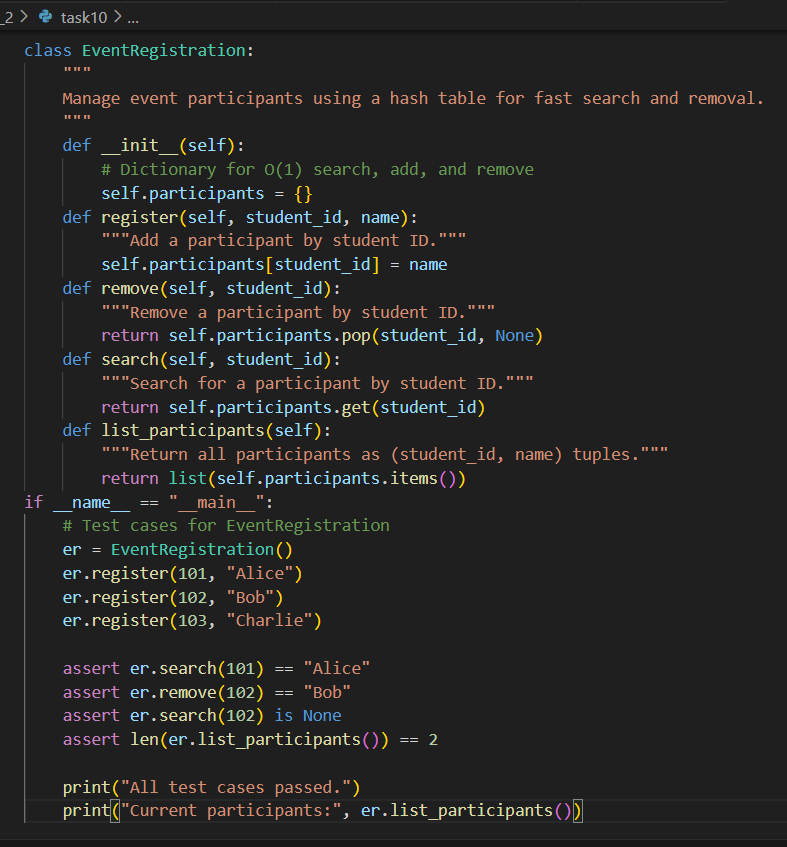 _2 > task10 > ...
class EventRegistration:
    """
    Manage event participants using a hash table for fast search and removal.
    """
    def __init__(self):
        # Dictionary for O(1) search, add, and remove
        self.participants = {}
    def register(self, student_id, name):
        """Add a participant by student ID."""
        self.participants[student_id] = name
    def remove(self, student_id):
        """Remove a participant by student ID."""
        return self.participants.pop(student_id, None)
    def search(self, student_id):
        """Search for a participant by student ID."""
        return self.participants.get(student_id)
    def list_participants(self):
        """Return all participants as (student_id, name) tuples."""
        return list(self.participants.items())
if __name__ == "__main__":
    # Test cases for EventRegistration
    er = EventRegistration()
    er.register(101, "Alice")
    er.register(102, "Bob")
    er.register(103, "Charlie")

    assert er.search(101) == "Alice"
    assert er.remove(102) == "Bob"
    assert er.search(102) is None
    assert len(er.list_participants()) == 2

    print("All test cases passed.")
    print("Current participants:", er.list_participants())